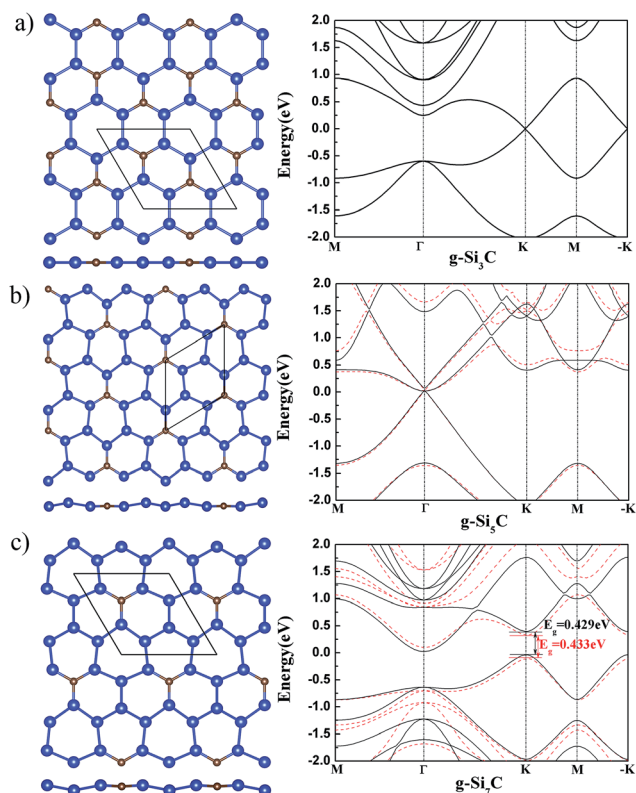 a)
Energy(eV)
2.0
1.5
1.0
0.5
0.0
-0.5
-1.0
-1.5
-2.0
M Γ K M -K
g-Si₃C
b)
Energy(eV)
2.0
1.5
1.0
0.5
0.0
-0.5
-1.0
-1.5
-2.0
M Γ K M -K
g-Si₅C
c)
Energy(eV)
2.0
1.5
1.0
0.5
0.0
-0.5
-1.0
-1.5
-2.0
E_g=0.429eV
E_g=0.433eV
M Γ K M -K
g-Si₇C